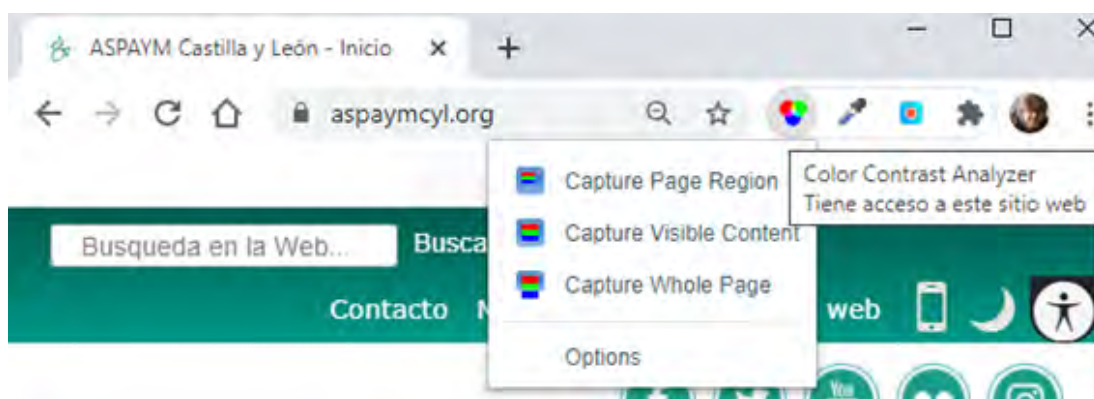 ASPAYM Castilla y León - Inicio
aspaymcyl.org
Capture Page Region
Color Contrast Analyzer
Tiene acceso a este sitio web
Busqueda en la Web...
Busca
Capture Visible Content
Capture Whole Page
Contacto
web
Options
You